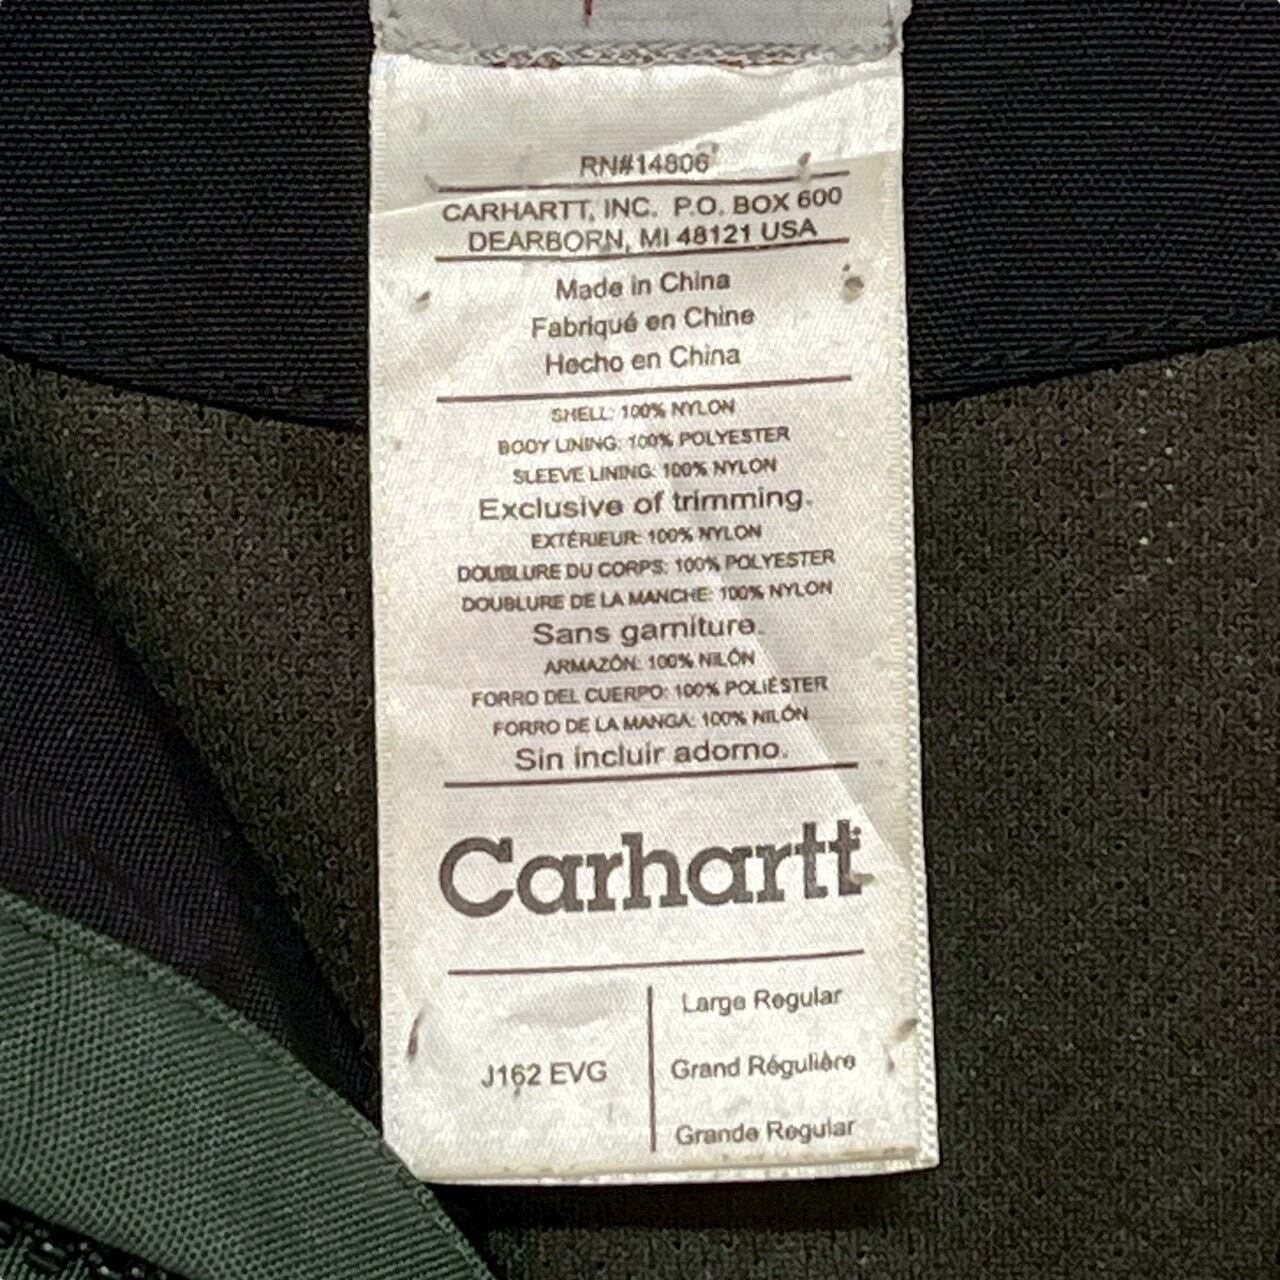 RN#14806
CARHARTT, INC. P.O. BOX 600
DEARBORN, MI 48121 USA
Made in China
Fabriqué en Chine
Hecho en China
SHELL: 100% NYLON
BODY LINING: 100% POLYESTER
SLEEVE LINING: 100% NYLON
Exclusive of trimming.
EXTÉRIEUR: 100% NYLON
DOUBLURE DU CORPS: 100% POLYESTER
DOUBLURE DE LA MANCHE: 100% NYLON
Sans garniture.
ARMAZÓN: 100% NILÓN
FORRO DEL CUERPO: 100% POLIÉSTER
FORRO DE LA MANGA: 100% NILÓN
Sin incluir adorno.
Carhartt
J162 EVG
Large Regular
Grand Régulière
Grande Regular